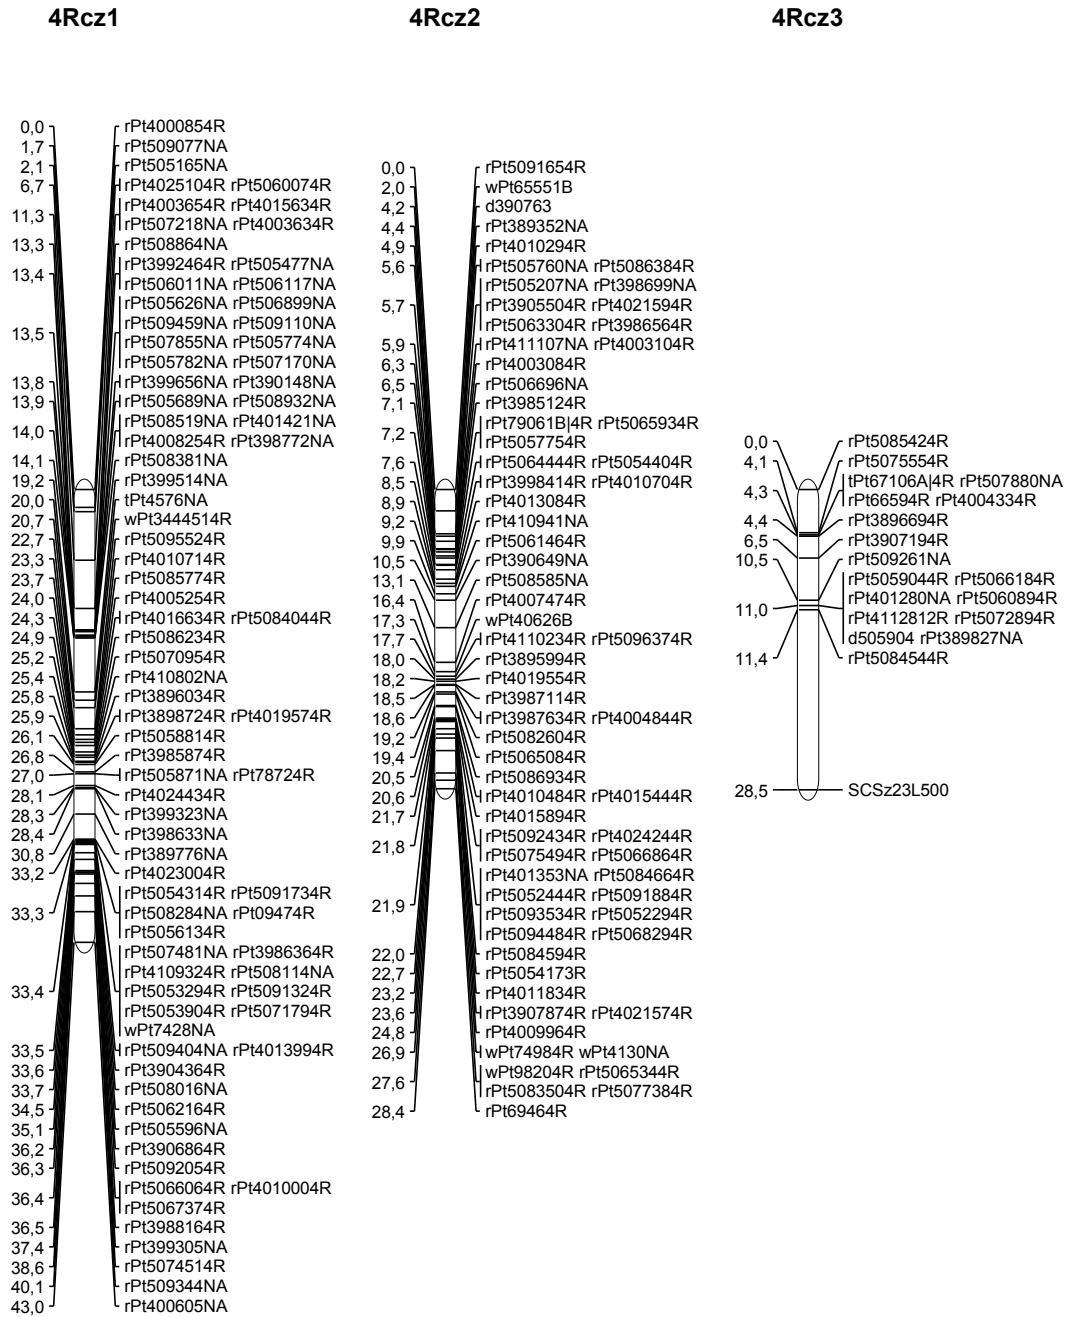 4Rcz1
0,0 rPt4000854R
1,7 rPt509077NA
2,1 rPt505165NA
6,7 rPt4025104R rPt5060074R
rPt4003654R rPt4015634R
11,3
rPt507218NA rPt4003634R
13,3 rPt508864NA
rPt3992464R rPt505477NA
13,4
rPt506011NA rPt506117NA
rPt505626NA rPt506899NA
rPt509459NA rPt509110NA
13,5
rPt507855NA rPt505774NA
rPt505782NA rPt507170NA
13,8 rPt399656NA rPt390148NA
13,9 rPt505689NA rPt508932NA
rPt508519NA rPt401421NA
14,0
rPt4008254R rPt398772NA
14,1 rPt508381NA
19,2 rPt399514NA
20,0 tPt4576NA
20,7 wPt3444514R
22,7 rPt5095524R
23,3 rPt4010714R
23,7 rPt5085774R
24,0 rPt4005254R
24,3 rPt4016634R rPt5084044R
24,9 rPt5086234R
25,2 rPt5070954R
25,4 rPt410802NA
25,8 rPt3896034R
25,9 rPt3898724R rPt4019574R
26,1 rPt5058814R
26,8 rPt3985874R
27,0 rPt505871NA rPt78724R
28,1 rPt4024434R
28,3 rPt399323NA
28,4 rPt398633NA
30,8 rPt389776NA
33,2 rPt4023004R
rPt5054314R rPt5091734R
33,3 rPt508284NA rPt09474R
rPt5056134R
rPt507481NA rPt3986364R
rPt4109324R rPt508114NA
33,4 rPt5053294R rPt5091324R
rPt5053904R rPt5071794R
wPt7428NA
33,5 rPt509404NA rPt4013994R
33,6 rPt3904364R
33,7 rPt508016NA
34,5 rPt5062164R
35,1 rPt505596NA
36,2 rPt3906864R
36,3 rPt5092054R
rPt5066064R rPt4010004R
36,4
rPt5067374R
36,5 rPt3988164R
37,4 rPt399305NA
38,6 rPt5074514R
40,1 rPt509344NA
43,0 rPt400605NA
4Rcz2
0,0 rPt5091654R
2,0 wPt65551B
4,2 d390763
4,4 rPt389352NA
4,9 rPt4010294R
5,6 rPt505760NA rPt5086384R
rPt505207NA rPt398699NA
5,7 rPt3905504R rPt4021594R
rPt5063304R rPt3986564R
5,9 rPt411107NA rPt4003104R
6,3 rPt4003084R
6,5 rPt506696NA
7,1 rPt3985124R
rPt79061B|4R rPt5065934R
7,2
rPt5057754R
7,6 rPt5064444R rPt5054404R
8,5 rPt3998414R rPt4010704R
8,9 rPt4013084R
9,2 rPt410941NA
9,9 rPt5061464R
10,5 rPt390649NA
13,1 rPt508585NA
16,4 rPt4007474R
17,3 wPt40626B
17,7 rPt4110234R rPt5096374R
18,0 rPt3895994R
18,2 rPt4019554R
18,5 rPt3987114R
18,6 rPt3987634R rPt4004844R
19,2 rPt5082604R
19,4 rPt5065084R
20,5 rPt5086934R
20,6 rPt4010484R rPt4015444R
21,7 rPt4015894R
rPt5092434R rPt4024244R
21,8
rPt5075494R rPt5066864R
rPt401353NA rPt5084664R
rPt5052444R rPt5091884R
21,9
rPt5093534R rPt5052294R
rPt5094484R rPt5068294R
22,0 rPt5084594R
22,7 rPt5054173R
23,2 rPt4011834R
23,6 rPt3907874R rPt4021574R
24,8 rPt4009964R
26,9 wPt74984R wPt4130NA
wPt98204R rPt5065344R
27,6
rPt5083504R rPt5077384R
28,4 rPt69464R
4Rcz3
0,0 rPt5085424R
4,1 rPt5075554R
tPt67106A|4R rPt507880NA
4,3
rPt66594R rPt4004334R
4,4 rPt3896694R
6,5 rPt3907194R
10,5 rPt509261NA
rPt5059044R rPt5066184R
rPt401280NA rPt5060894R
11,0
rPt4112812R rPt5072894R
d505904 rPt389827NA
11,4 rPt5084544R
28,5 SCSz23L500